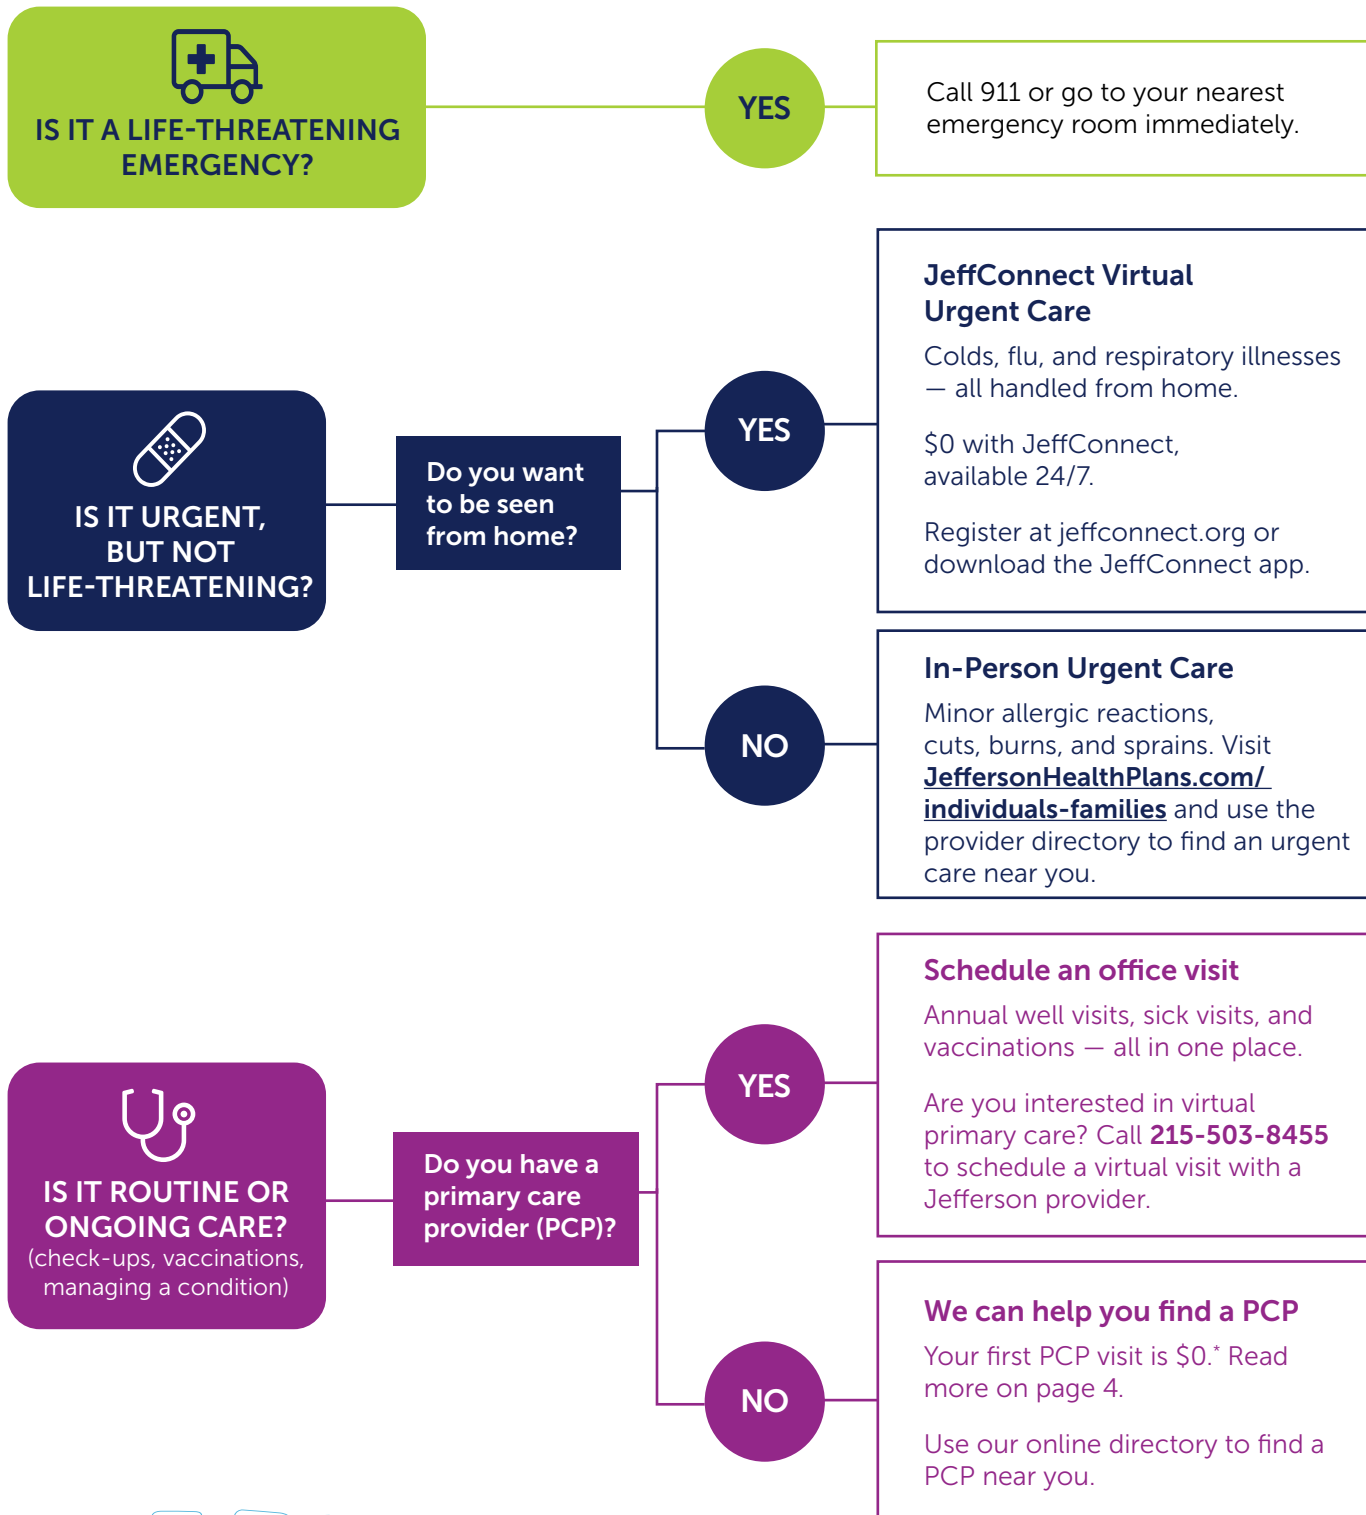 IS IT A LIFE-THREATENING
EMERGENCY?
YES
Call 911 or go to your nearest
emergency room immediately.
IS IT URGENT,
BUT NOT
LIFE-THREATENING?
Do you want
to be seen
from home?
YES
JeffConnect Virtual
Urgent Care
Colds, flu, and respiratory illnesses
— all handled from home.
$0 with JeffConnect,
available 24/7.
Register at jeffconnect.org or
download the JeffConnect app.
NO
In-Person Urgent Care
Minor allergic reactions,
cuts, burns, and sprains. Visit
JeffersonHealthPlans.com/
individuals-families and use the
provider directory to find an urgent
care near you.
IS IT ROUTINE OR
ONGOING CARE?
(check-ups, vaccinations,
managing a condition)
Do you have a
primary care
provider (PCP)?
YES
Schedule an office visit
Annual well visits, sick visits, and
vaccinations — all in one place.
Are you interested in virtual
primary care? Call 215-503-8455
to schedule a virtual visit with a
Jefferson provider.
NO
We can help you find a PCP
Your first PCP visit is $0.* Read
more on page 4.
Use our online directory to find a
PCP near you.